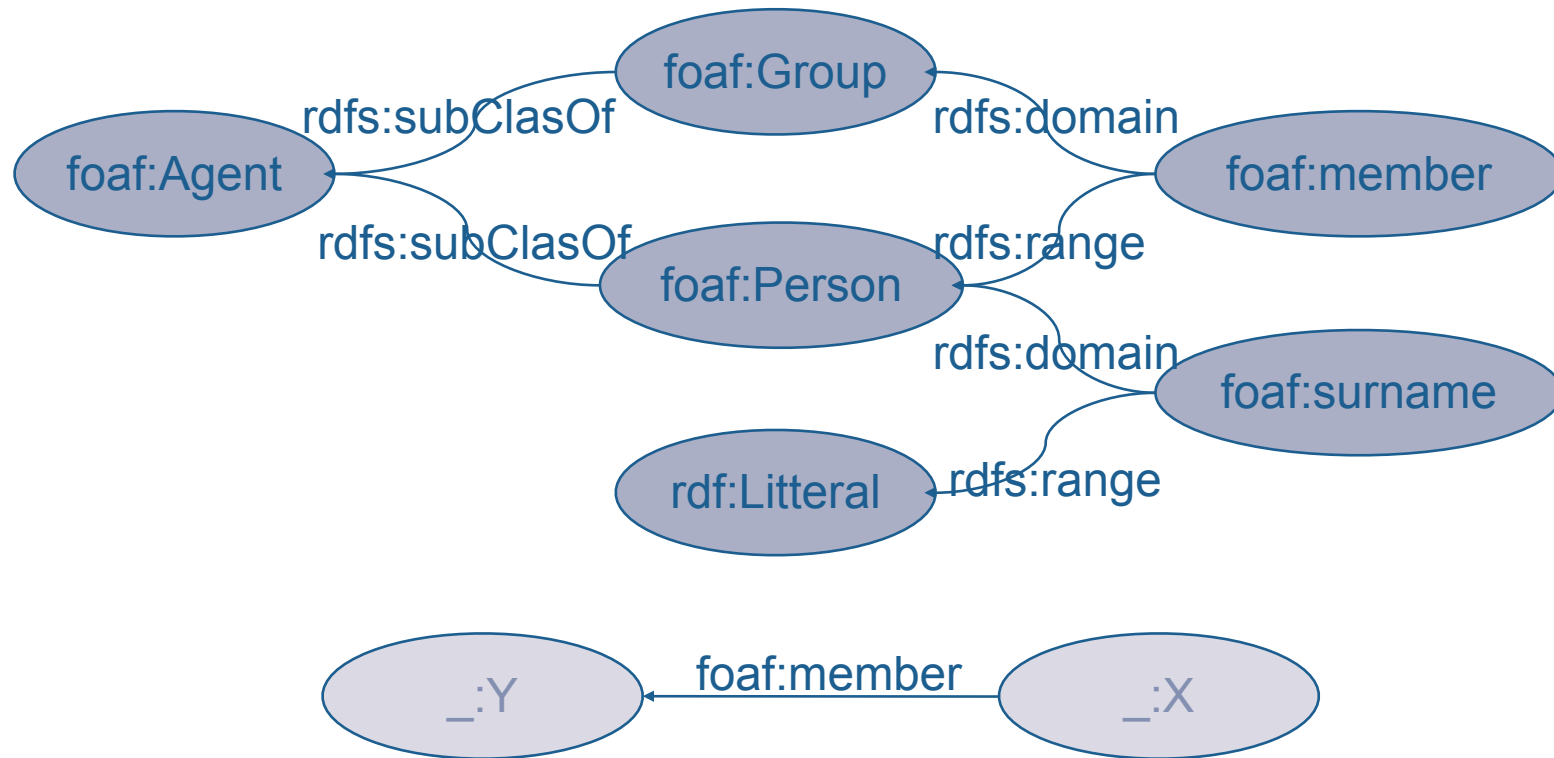 foaf:Group
rdfs:subClasOf
rdfs:domain
foaf:Agent
foaf:member
rdfs:subClasOf
rdfs:range
foaf:Person
rdfs:domain
foaf:surname
rdf:Litteral
rdfs:range
foaf:member
_:Y
_:X